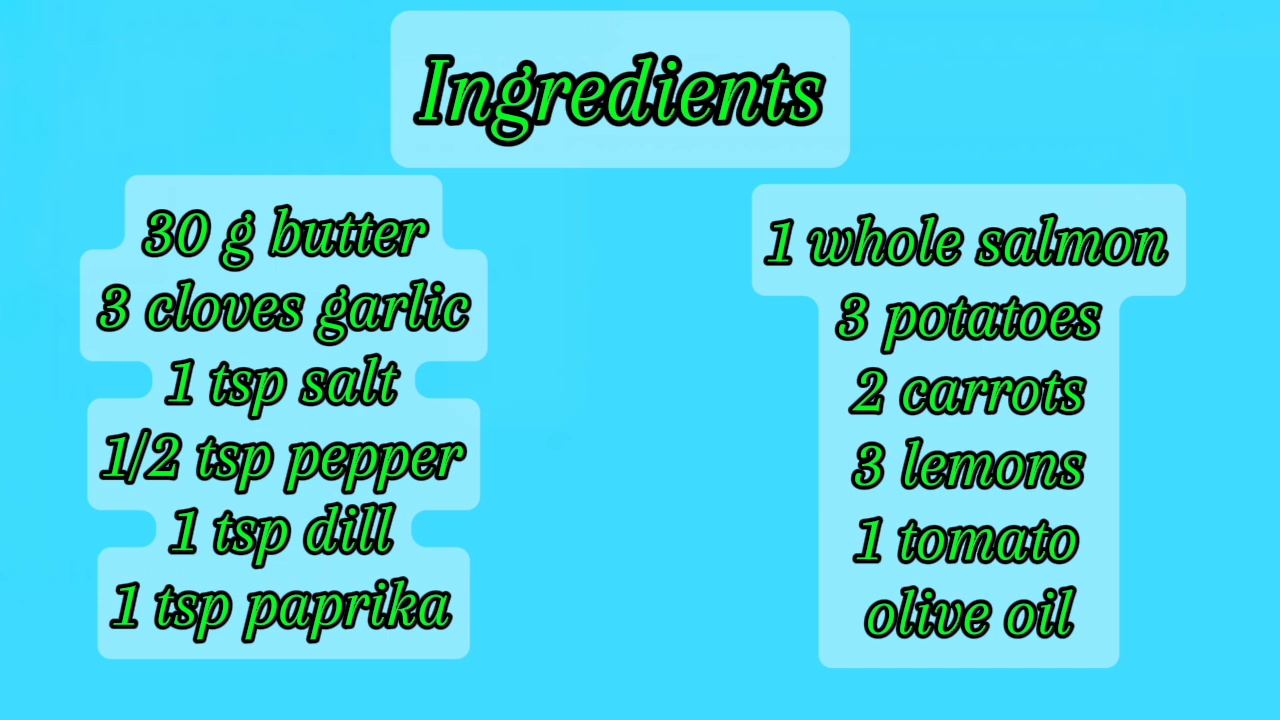 Ingredients
30 g butter
3 cloves garlic
1 tsp salt
1/2 tsp pepper
1 tsp dill
1 tsp paprika
1 whole salmon
3 potatoes
2 carrots
3 lemons
1 tomato
olive oil